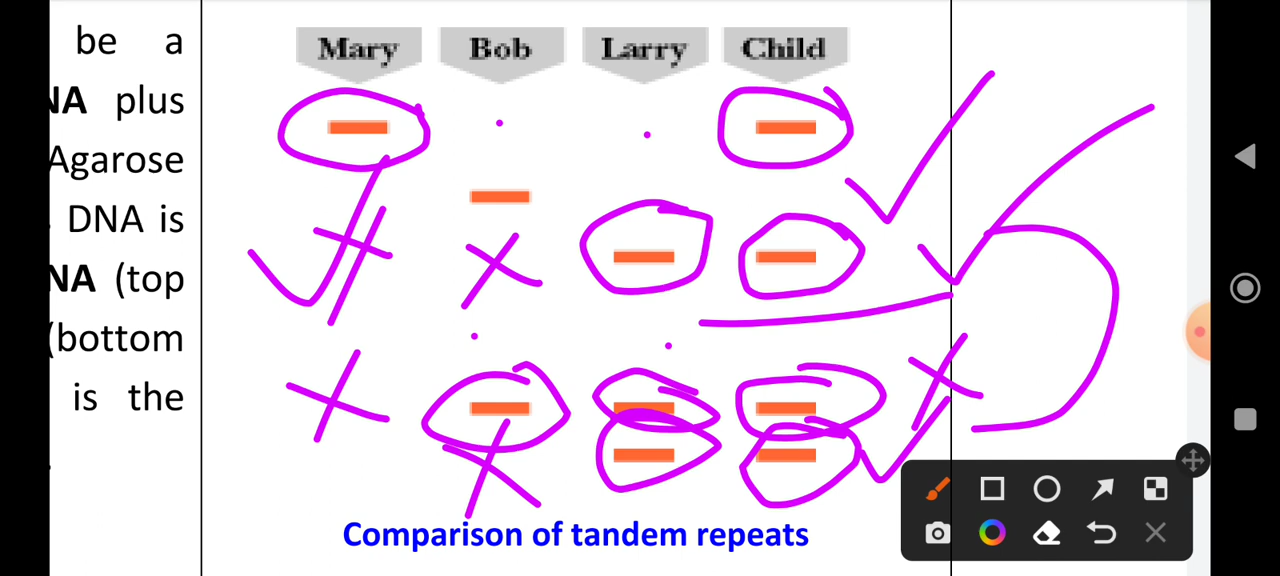 be a
NA plus
Agarose
. DNA is
NA (top
(bottom
is the
.
Mary Bob Larry Child
Comparison of tandem repeats